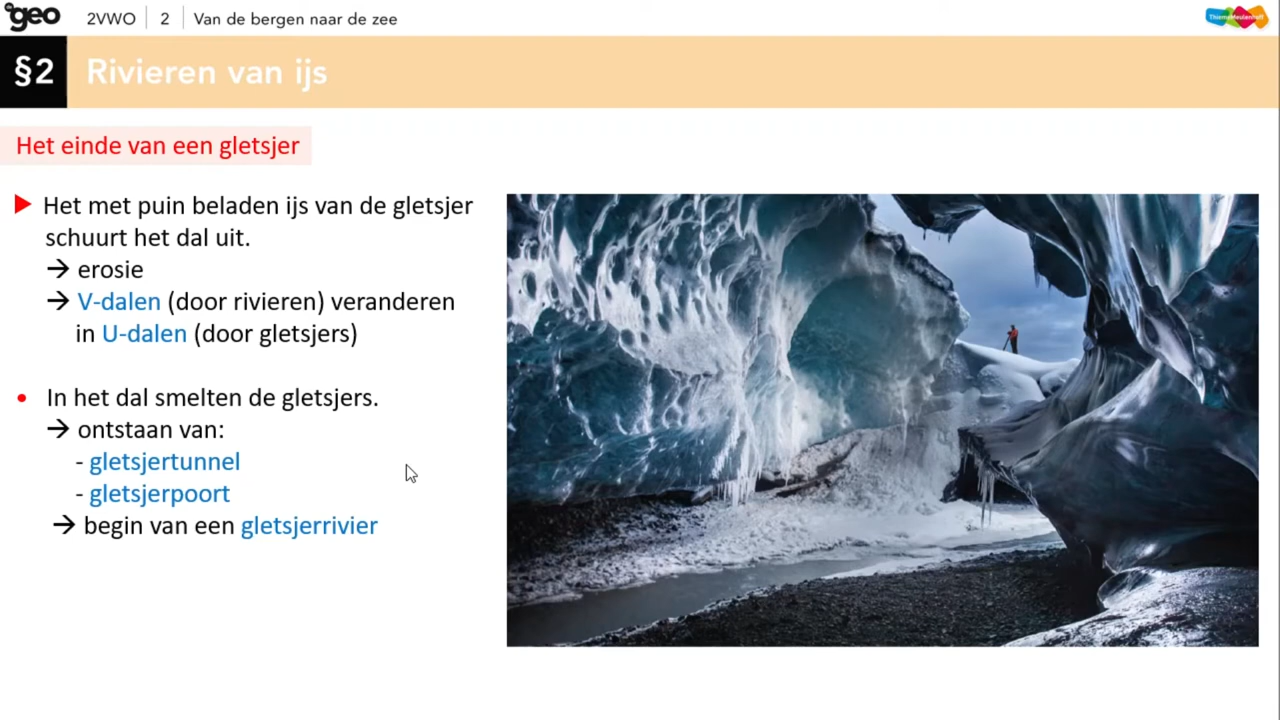 de geo
2VWO | 2 | Van de bergen naar de zee
ThiemeMeulenhoff
§2 Rivieren van ijs
Het einde van een gletsjer
▶ Het met puin beladen ijs van de gletsjer
schuurt het dal uit.
→ erosie
→ V-dalen (door rivieren) veranderen
in U-dalen (door gletsjers)
• In het dal smelten de gletsjers.
→ ontstaan van:
- gletsjertunnel
- gletsjerpoort
→ begin van een gletsjerrivier